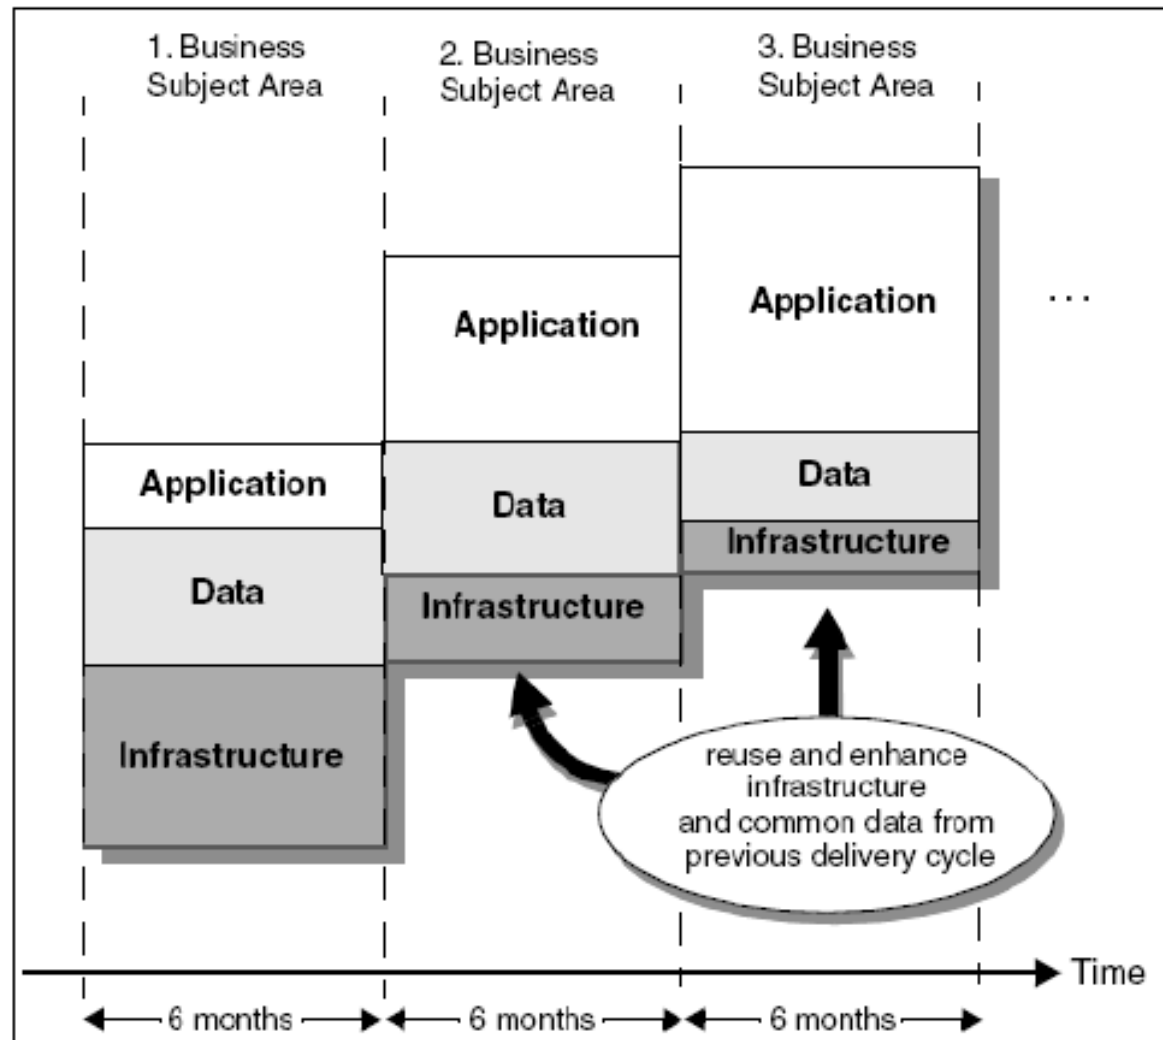 1. Business
Subject Area
2. Business
Subject Area
3. Business
Subject Area
Application
Data
Infrastructure
Application
Data
Infrastructure
Application
Data
Infrastructure
...
reuse and enhance
infrastructure
and common data from
previous delivery cycle
Time
6 months
6 months
6 months